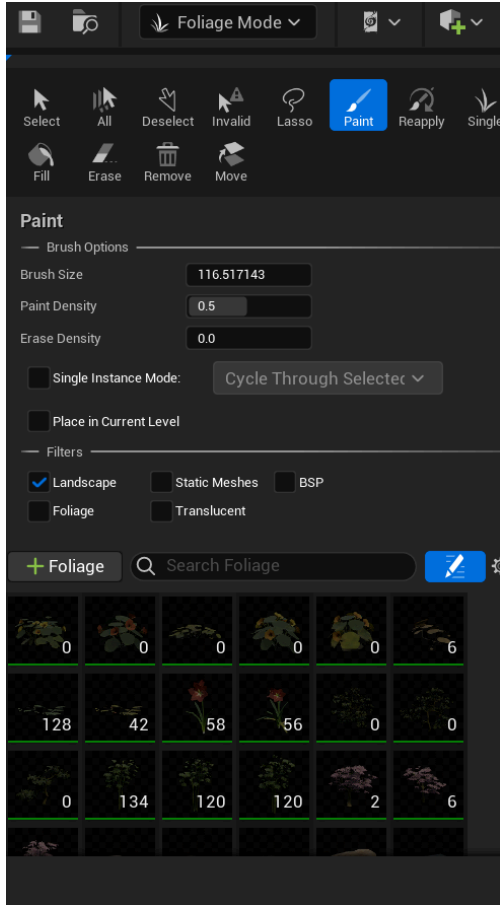 Foliage Mode
Select All Deselect Invalid Lasso Paint Reapply Single
Fill Erase Remove Move
Paint
Brush Options
Brush Size 116.517143
Paint Density 0.5
Erase Density 0.0
Single Instance Mode: Cycle Through Selected
Place in Current Level
Filters
Landscape Static Meshes BSP
Foliage Translucent
+ Foliage Search Foliage
0 0 0 0 0 6
128 42 58 56 0 0
0 134 120 120 2 6